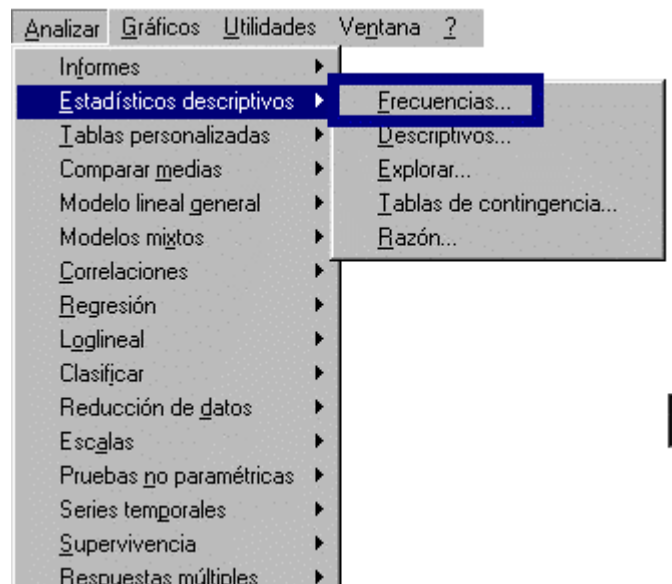 Analizar Gráficos Utilidades Ventana ?
Informes
Estadísticos descriptivos
Tablas personalizadas
Comparar medias
Modelo lineal general
Modelos mixtos
Correlaciones
Regresión
Loglineal
Clasificar
Reducción de datos
Escalas
Pruebas no paramétricas
Series temporales
Supervivencia
Respuestas múltiples
Frecuencias...
Descriptivos...
Explorar...
Tablas de contingencia...
Razón...